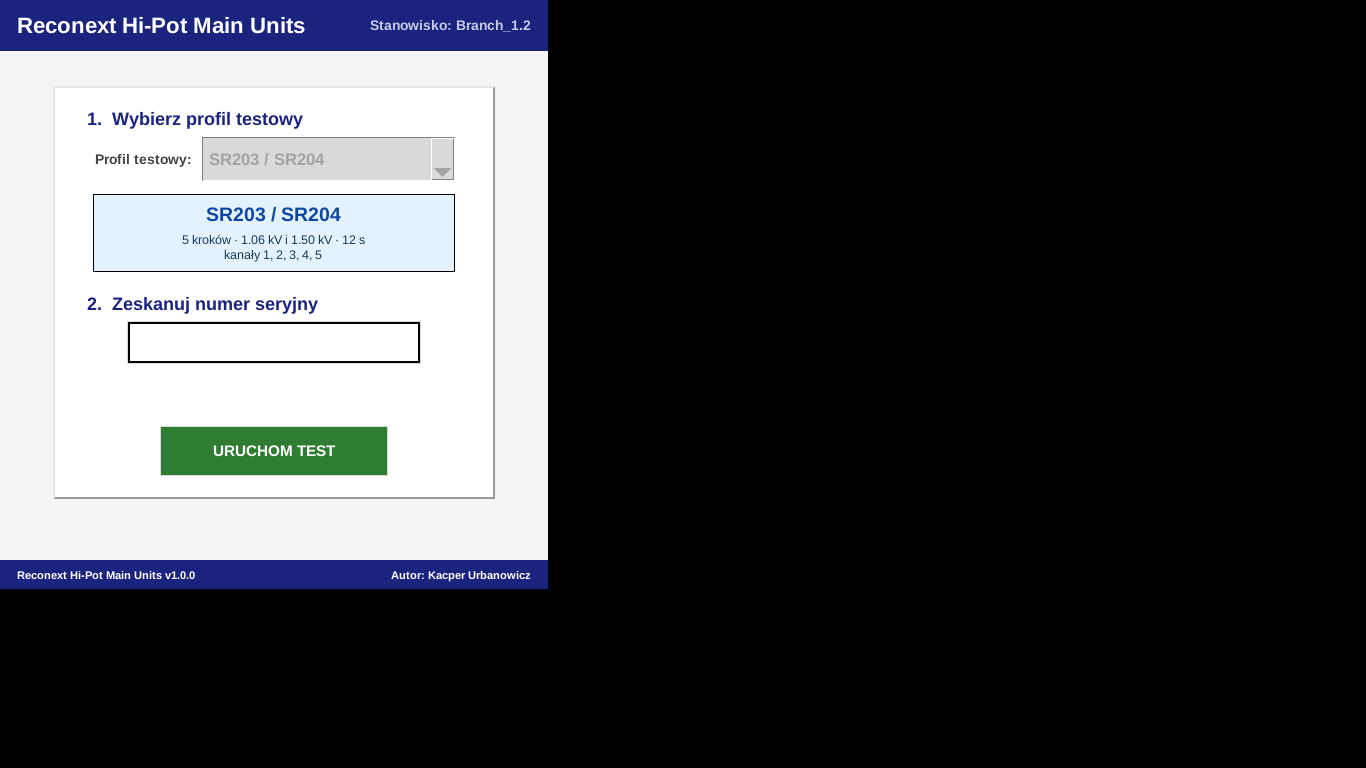 Reconext Hi-Pot Main Units
Stanowisko: Branch_1.2
1. Wybierz profil testowy
Profil testowy: SR203 / SR204
SR203 / SR204
5 kroków · 1.06 kV i 1.50 kV · 12 s
kanały 1, 2, 3, 4, 5
2. Zeskanuj numer seryjny
URUCHOM TEST
Reconext Hi-Pot Main Units v1.0.0
Autor: Kacper Urbanowicz